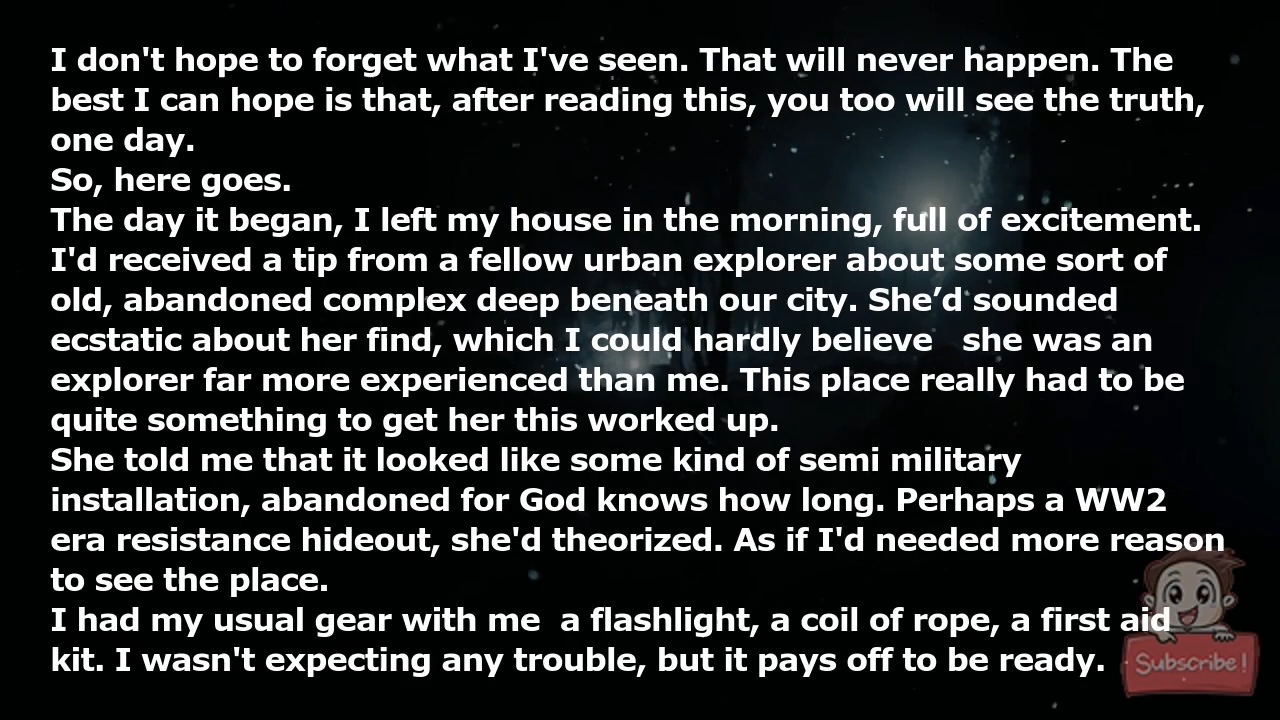 I don't hope to forget what I've seen. That will never happen. The
best I can hope is that, after reading this, you too will see the truth,
one day.
So, here goes.
The day it began, I left my house in the morning, full of excitement.
I'd received a tip from a fellow urban explorer about some sort of
old, abandoned complex deep beneath our city. She’d sounded
ecstatic about her find, which I could hardly believe   she was an
explorer far more experienced than me. This place really had to be
quite something to get her this worked up.
She told me that it looked like some kind of semi military
installation, abandoned for God knows how long. Perhaps a WW2
era resistance hideout, she'd theorized. As if I'd needed more reason
to see the place.
I had my usual gear with me  a flashlight, a coil of rope, a first aid
kit. I wasn't expecting any trouble, but it pays off to be ready.
Subscribe!